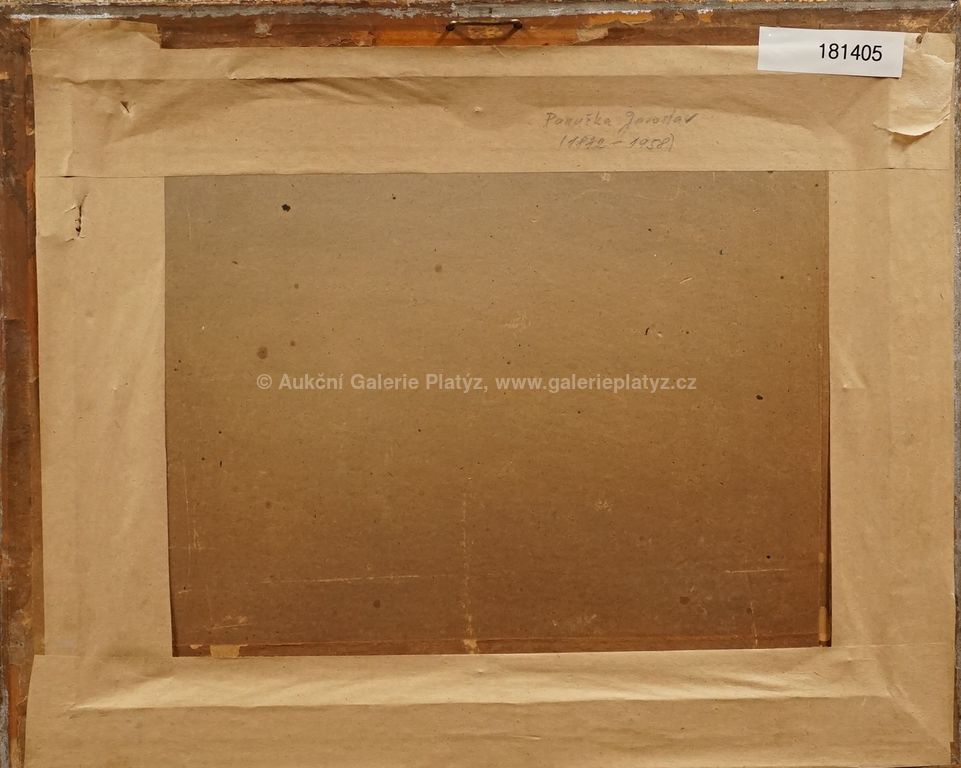 181405
Panuška Jaroslav
(1872-1958)
© Aukční Galerie Platýz, www.galerieplatyz.cz